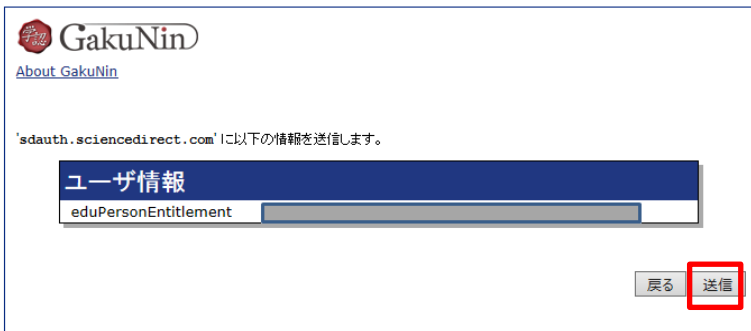 学認 GakuNin
About GakuNin
'sdauth.sciencedirect.com'に以下の情報を送信します。
ユーザ情報
eduPersonEntitlement
戻る 送信